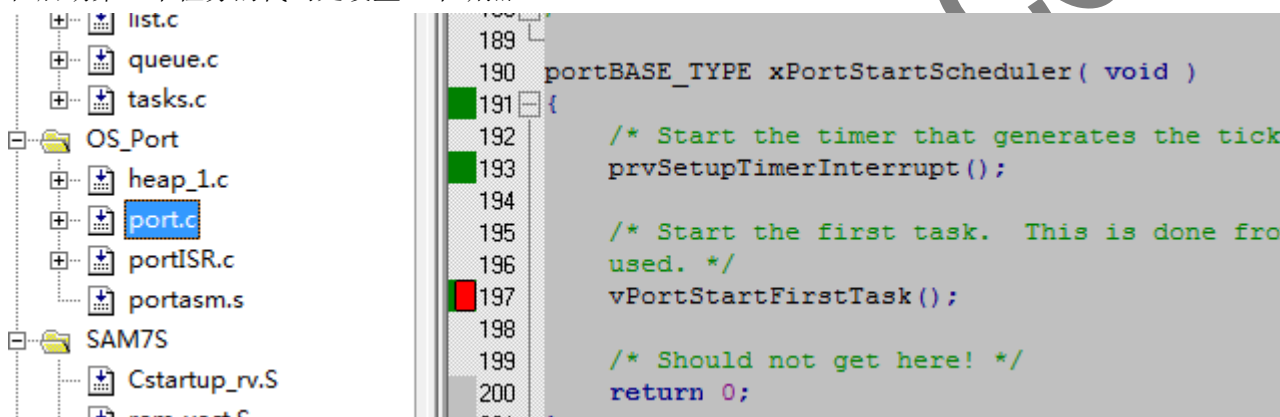 list.c
queue.c
tasks.c
OS_Port
heap_1.c
port.c
portISR.c
portasm.s
SAM7S
Cstartup_rv.S
189
190 portBASE_TYPE xPortStartScheduler( void )
191 {
192 /* Start the timer that generates the tick
193 prvSetupTimerInterrupt();
194
195 /* Start the first task.  This is done fro
196 used. */
197 vPortStartFirstTask();
198
199 /* Should not get here! */
200 return 0;